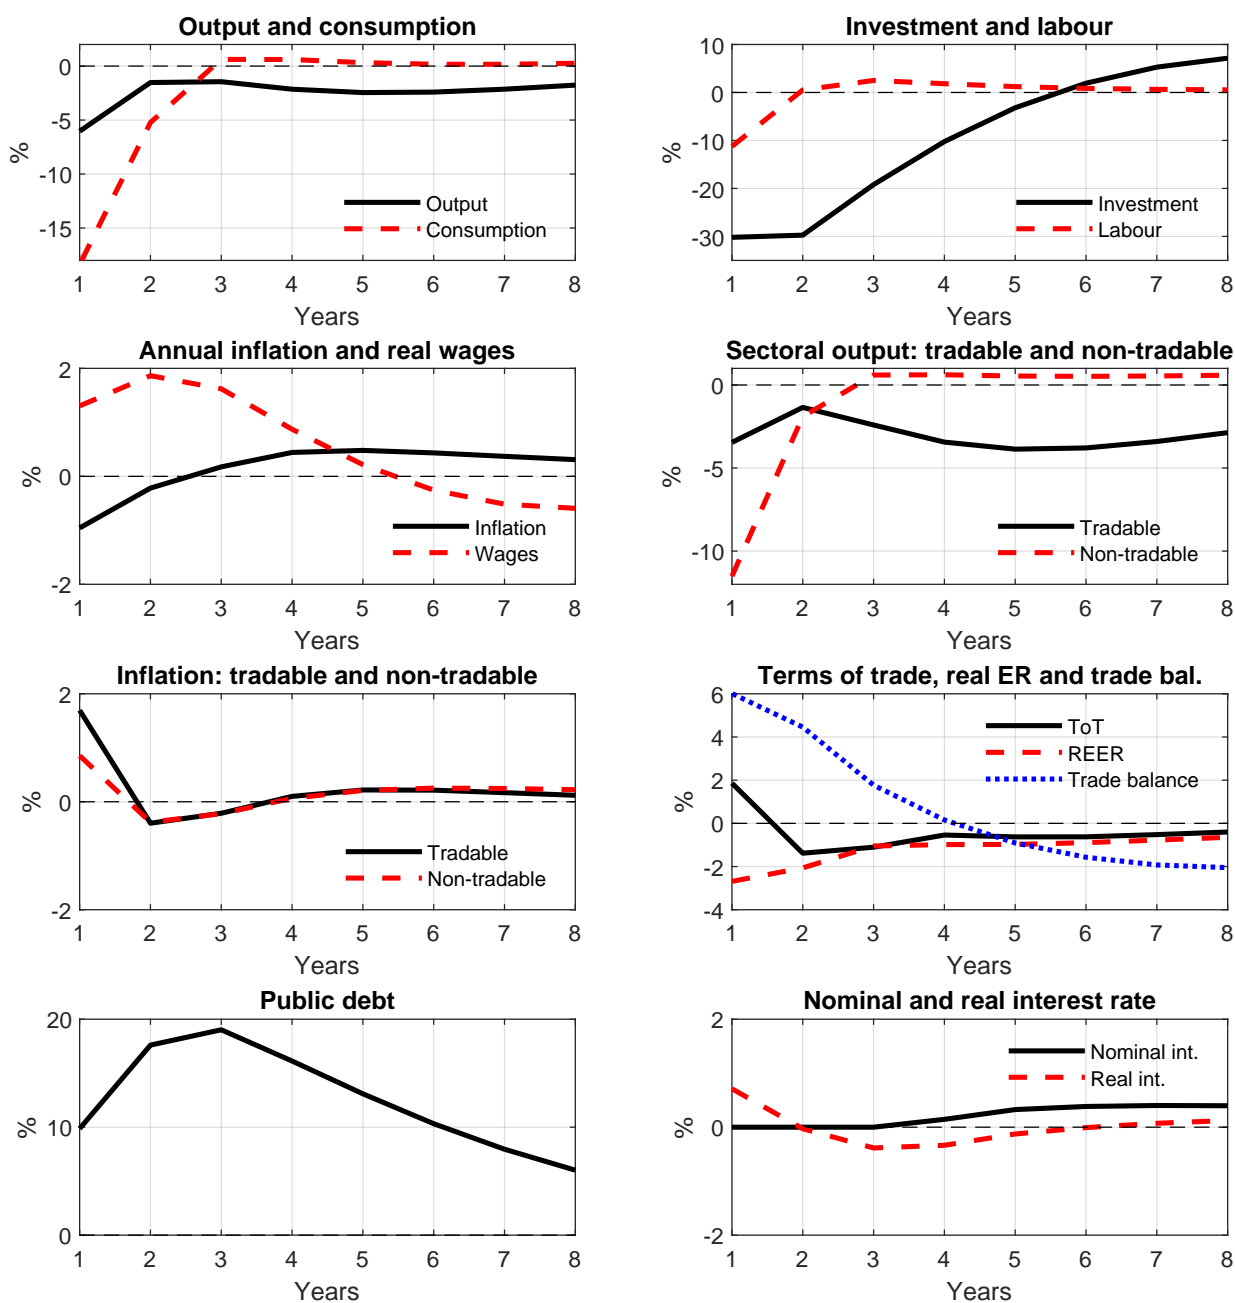 Output and consumption
0
-5
-10
-15
%
Output
Consumption
1 2 3 4 5 6 7 8
Years
Investment and labour
10
0
-10
-20
-30
%
Investment
Labour
1 2 3 4 5 6 7 8
Years
Annual inflation and real wages
2
0
-2
%
Inflation
Wages
1 2 3 4 5 6 7 8
Years
Sectoral output: tradable and non-tradable
0
-5
-10
%
Tradable
Non-tradable
1 2 3 4 5 6 7 8
Years
Inflation: tradable and non-tradable
2
0
-2
%
Tradable
Non-tradable
1 2 3 4 5 6 7 8
Years
Terms of trade, real ER and trade bal.
6
4
2
0
-2
-4
%
ToT
REER
Trade balance
1 2 3 4 5 6 7 8
Years
Public debt
20
10
0
%
1 2 3 4 5 6 7 8
Years
Nominal and real interest rate
2
0
-2
%
Nominal int.
Real int.
1 2 3 4 5 6 7 8
Years